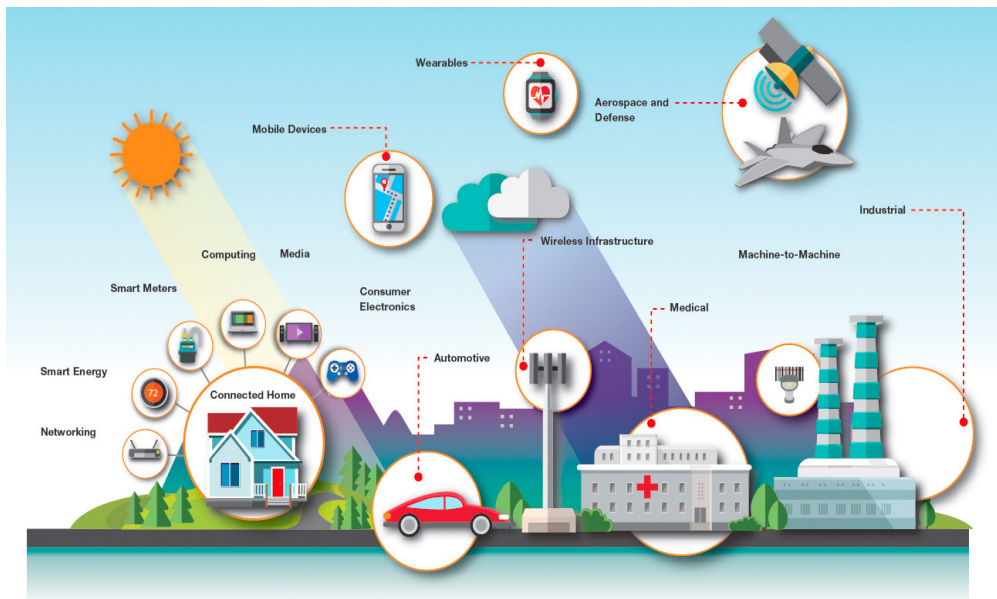 Wearables
Aerospace and
Defense
Mobile Devices
Industrial
Wireless Infrastructure
Computing
Media
Machine-to-Machine
Smart Meters
Consumer
Electronics
Medical
Automotive
Smart Energy
72
Connected Home
Networking